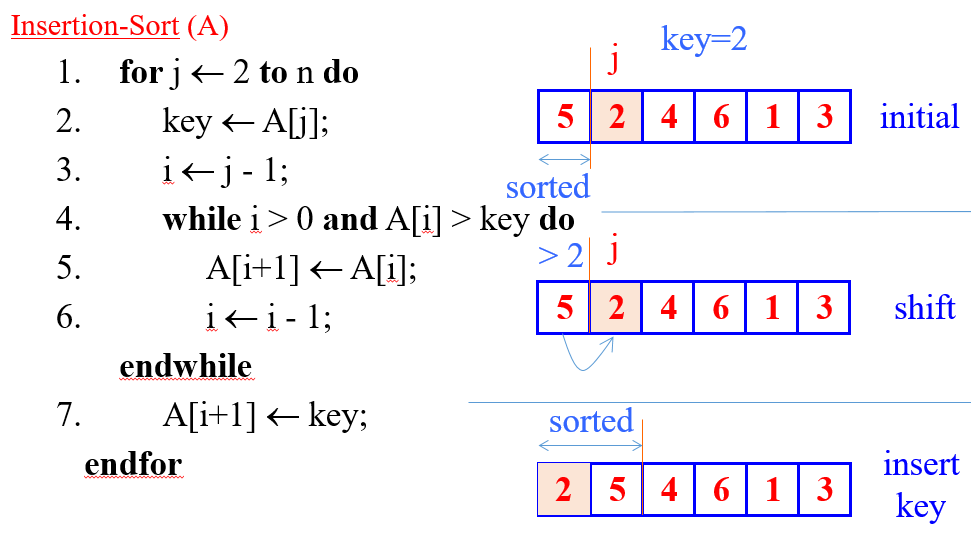 Insertion-Sort (A)
1. for j ← 2 to n do
2. key ← A[j];
3. i ← j - 1;
4. while i > 0 and A[i] > key do
5. A[i+1] ← A[i];
6. i ← i - 1;
endwhile
7. A[i+1] ← key;
endfor
j key=2
5 2 4 6 1 3 initial
sorted
> 2 j
5 2 4 6 1 3 shift
sorted
2 5 4 6 1 3 insert
key